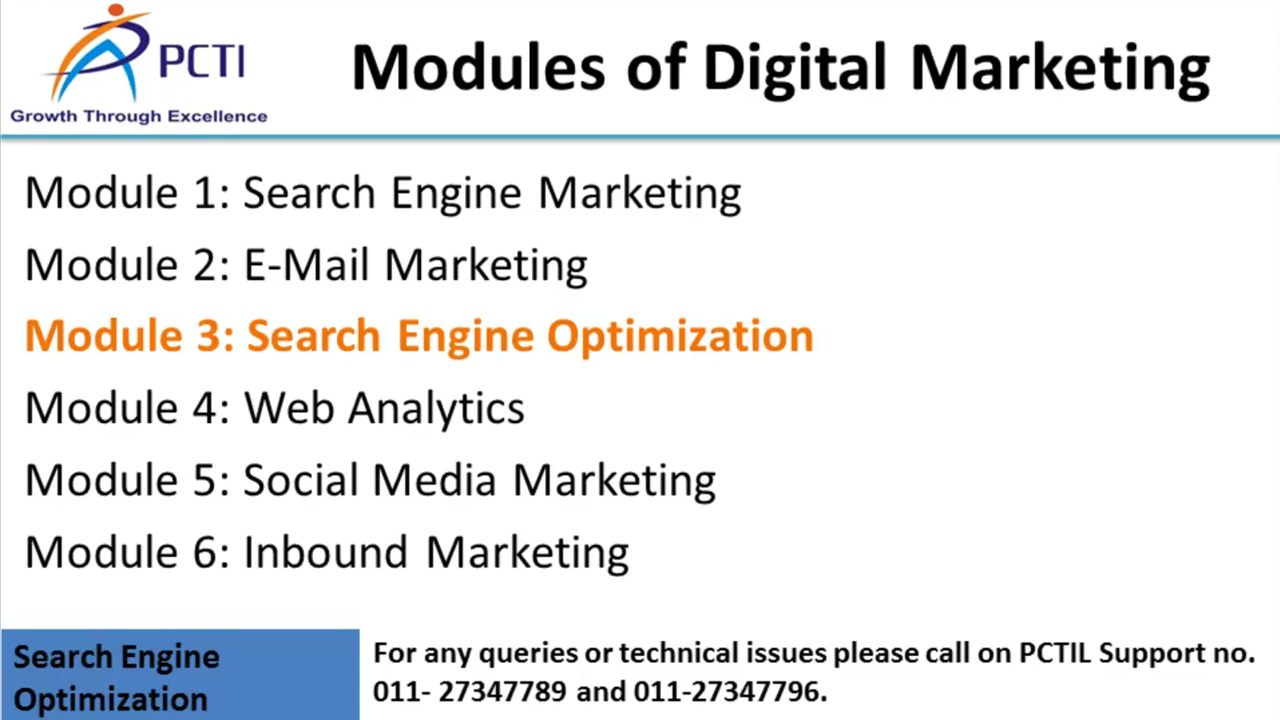 PCTI
Growth Through Excellence
Modules of Digital Marketing
Module 1: Search Engine Marketing
Module 2: E-Mail Marketing
Module 3: Search Engine Optimization
Module 4: Web Analytics
Module 5: Social Media Marketing
Module 6: Inbound Marketing
Search Engine
Optimization
For any queries or technical issues please call on PCTIL Support no.
011- 27347789 and 011-27347796.